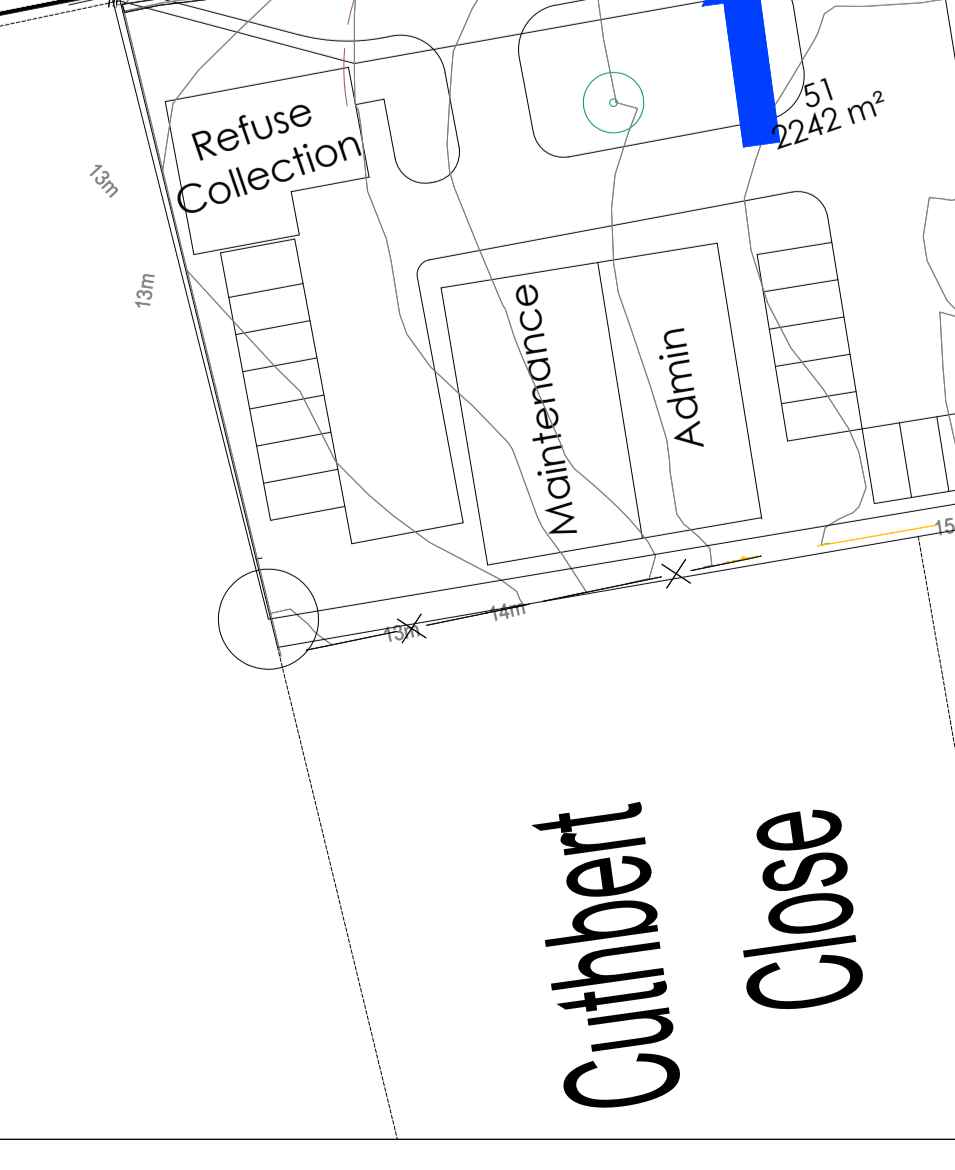 51
2242 m²
Refuse
Collection
13m
13m
Maintenance
Admin
15
14m
13m
Cuthbert
Close